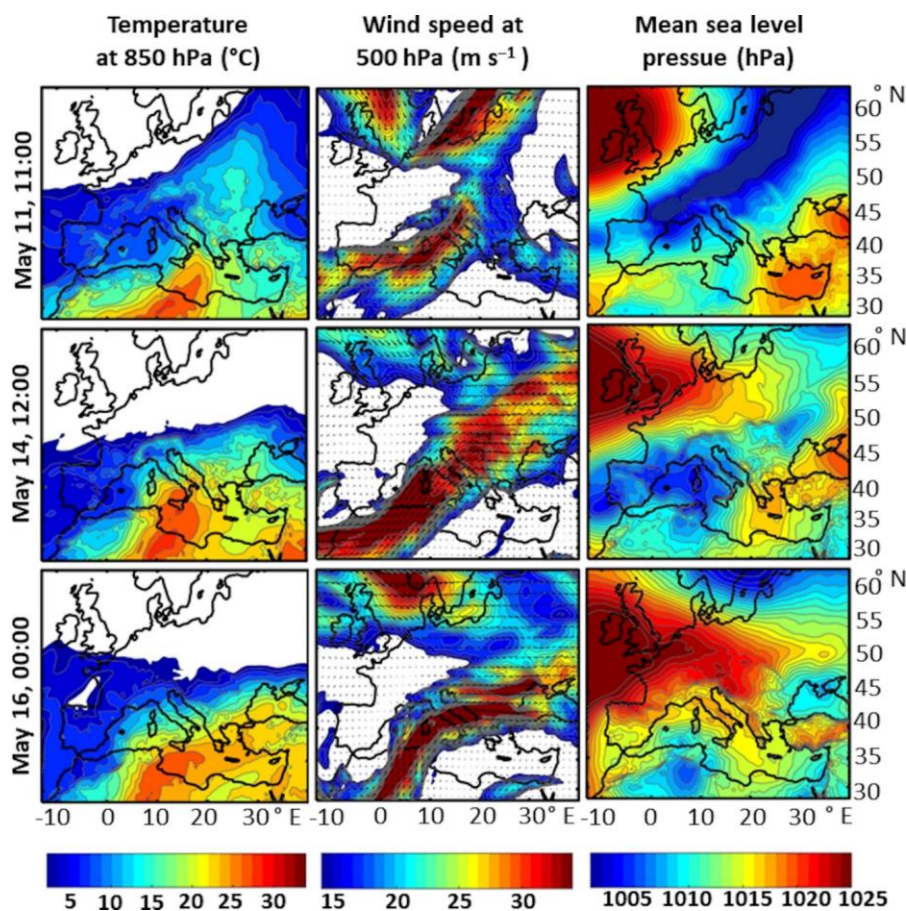 Temperature at 850 hPa (°C)
Wind speed at 500 hPa (m s⁻¹)
Mean sea level pressue (hPa)
May 11, 11:00
° N
60
55
50
45
40
35
30
May 14, 12:00
° N
60
55
50
45
40
35
30
May 16, 00:00
° N
60
55
50
45
40
35
30
-10 0 10 20 30 ° E
-10 0 10 20 30 ° E
-10 0 10 20 30 ° E
5 10 15 20 25 30
15 20 25 30
1005 1010 1015 1020 1025